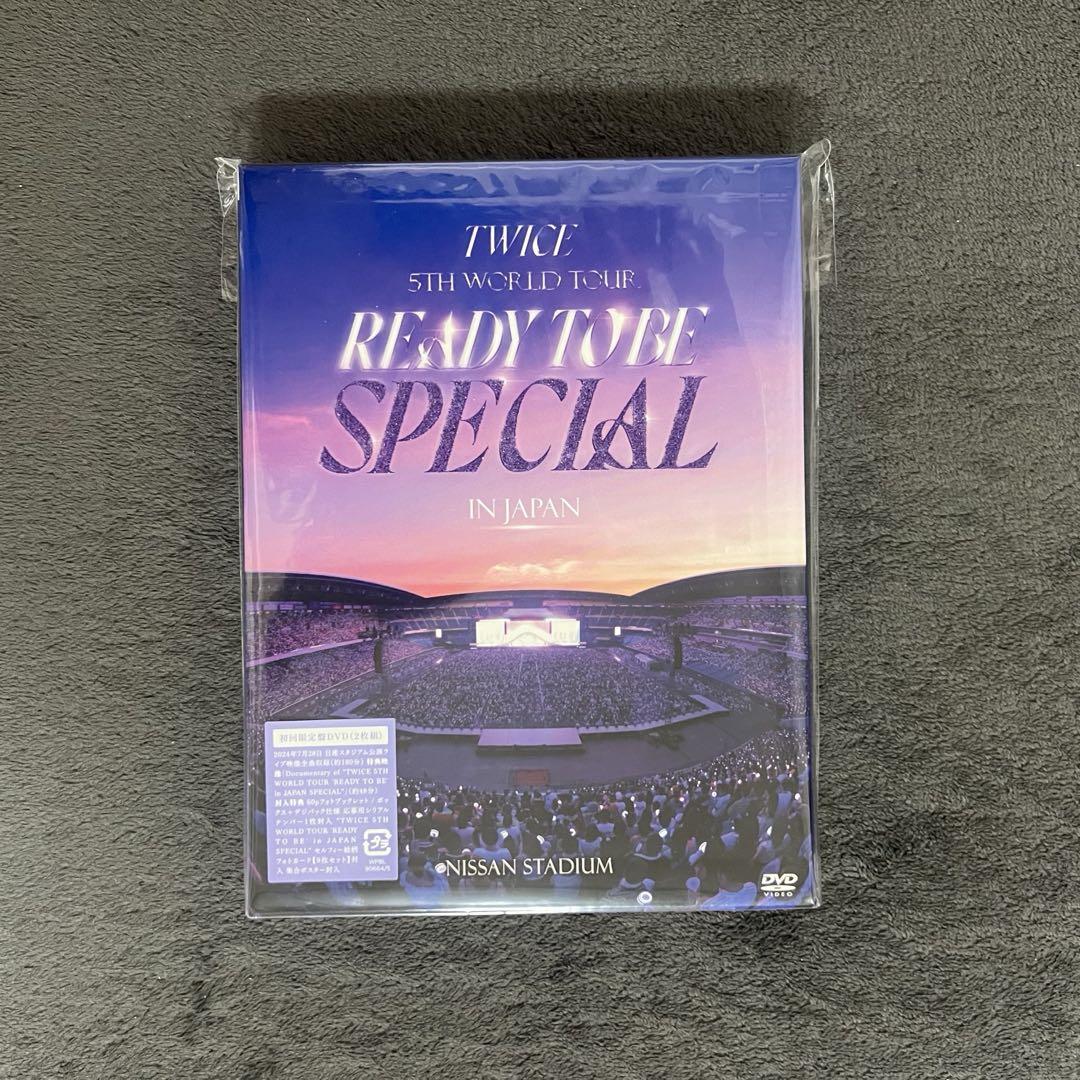 TWICE
5TH WORLD TOUR
READY TO BE
SPECIAL
IN JAPAN
初回限定盤DVD(2枚組)
2024年7月28日 日産スタジアム公演ラ
イブ映像全曲収録(約180分) 特典映
像:Documentary of "TWICE 5TH
WORLD TOUR 'READY TO BE'
in JAPAN SPECIAL"/(約48分)
封入特典 60pフォトブックレット / ボッ
クス+デジパック仕様 応募用シリアル
ナンバー1枚封入 "TWICE 5TH
WORLD TOUR 'READY
TO BE' in JAPAN
SPECIAL" セルフィー絵柄
フォトカード【9枚セット】封
入 集合ポスター封入
プラ
WPBL
90664/5
NISSAN STADIUM
DVD
VIDEO